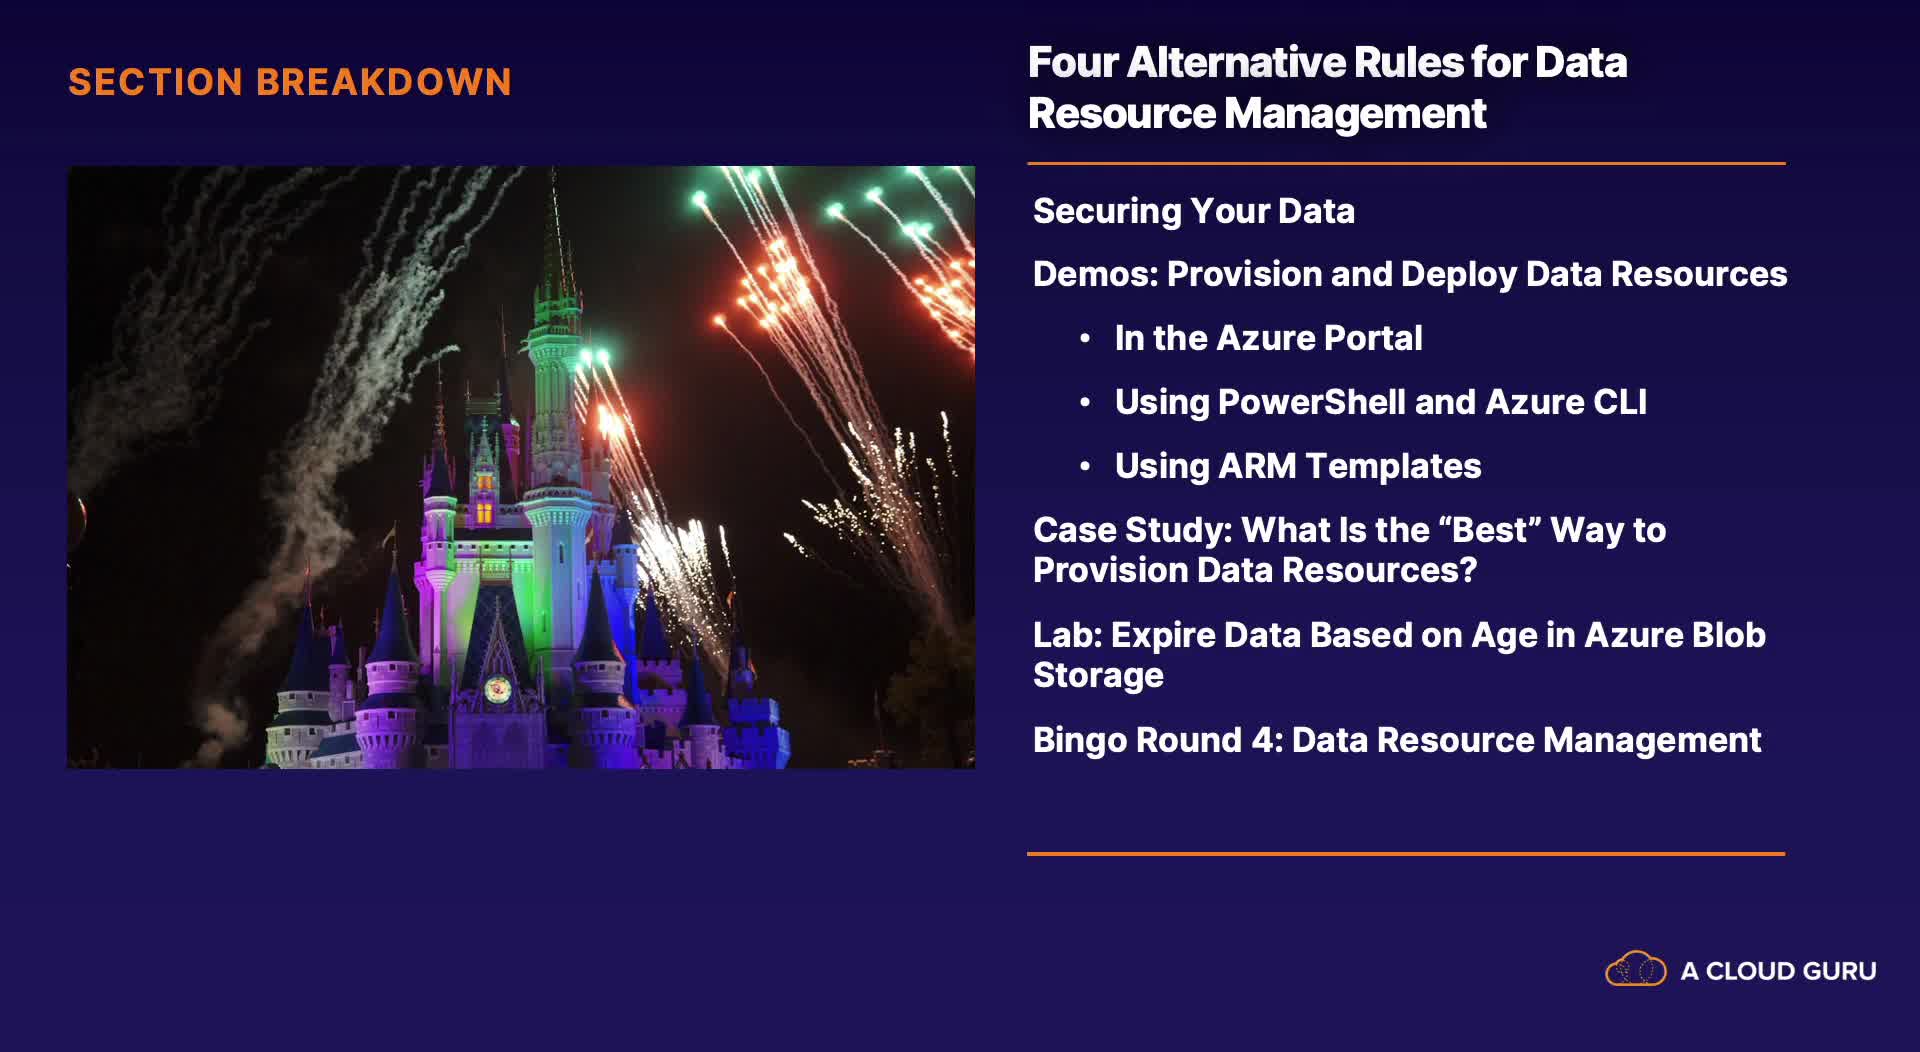 SECTION BREAKDOWN
Four Alternative Rules for Data
Resource Management
Securing Your Data
Demos: Provision and Deploy Data Resources
• In the Azure Portal
• Using PowerShell and Azure CLI
• Using ARM Templates
Case Study: What Is the “Best” Way to
Provision Data Resources?
Lab: Expire Data Based on Age in Azure Blob
Storage
Bingo Round 4: Data Resource Management
A CLOUD GURU